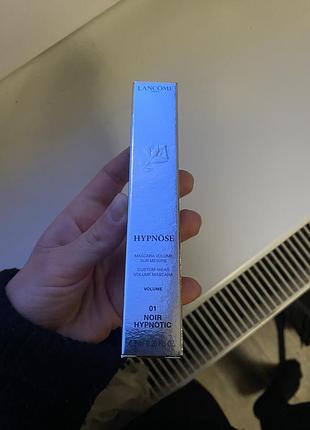 LANCÔME
HYPNÔSE
MASCARA VOLUME
SUR MESURE
CUSTOM-WEAR
VOLUME MASCARA
VOLUME
01
NOIR
HYPNOTIC